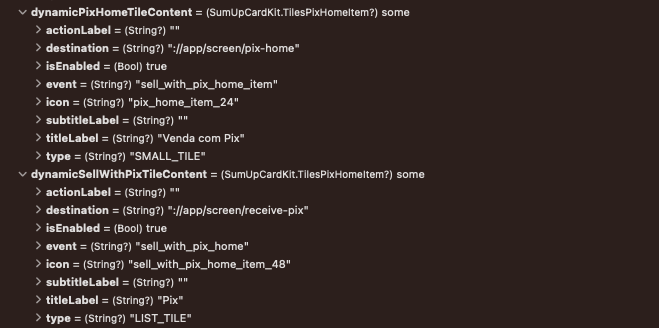 dynamicPixHomeTileContent = (SumUpCardKit.TilesPixHomeItem?) some
actionLabel = (String?) ""
destination = (String?) "://app/screen/pix-home"
isEnabled = (Bool) true
event = (String?) "sell_with_pix_home_item"
icon = (String?) "pix_home_item_24"
subtitleLabel = (String?) ""
titleLabel = (String?) "Venda com Pix"
type = (String?) "SMALL_TILE"
dynamicSellWithPixTileContent = (SumUpCardKit.TilesPixHomeItem?) some
actionLabel = (String?) ""
destination = (String?) "://app/screen/receive-pix"
isEnabled = (Bool) true
event = (String?) "sell_with_pix_home"
icon = (String?) "sell_with_pix_home_item_48"
subtitleLabel = (String?) ""
titleLabel = (String?) "Pix"
type = (String?) "LIST_TILE"